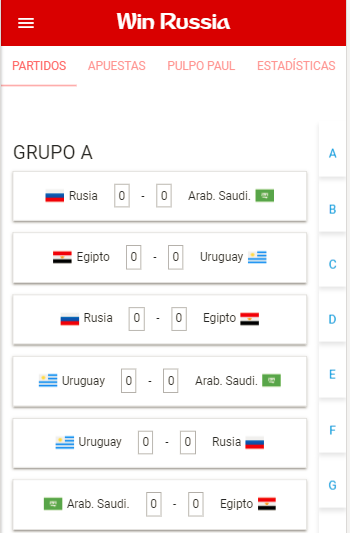 Win Russia
PARTIDOS APUESTAS PULPO PAUL ESTADÍSTICAS
GRUPO A
Rusia 0 - 0 Arab. Saudi.
Egipto 0 - 0 Uruguay
Rusia 0 - 0 Egipto
Uruguay 0 - 0 Arab. Saudi.
Uruguay 0 - 0 Rusia
Arab. Saudi. 0 - 0 Egipto
A
B
C
D
E
F
G